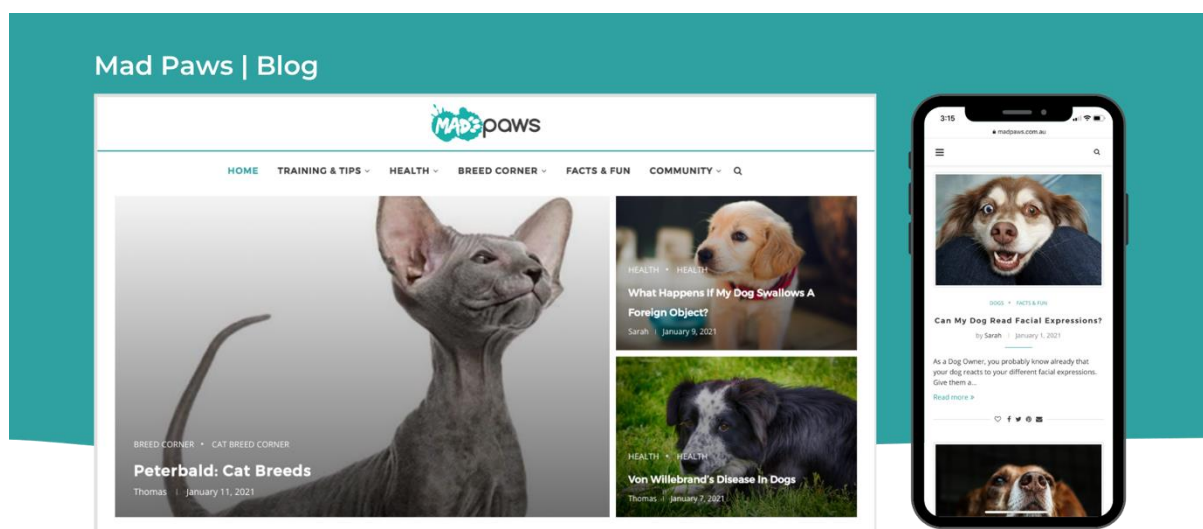 Mad Paws | Blog
MAD paws
HOME TRAINING & TIPS HEALTH BREED CORNER FACTS & FUN COMMUNITY
BREED CORNER • CAT BREED CORNER
Peterbald: Cat Breeds
Thomas | January 11, 2021
HEALTH • HEALTH
What Happens If My Dog Swallows A
Foreign Object?
Sarah | January 9, 2021
HEALTH • HEALTH
Von Willebrand's Disease In Dogs
Thomas | January 7, 2021
3:15
madpaws.com.au
DOGS • FACTS & FUN
Can My Dog Read Facial Expressions?
by Sarah | January 1, 2021
As a Dog Owner, you probably know already that
your dog reacts to your different facial expressions.
Give them a...
Read more »